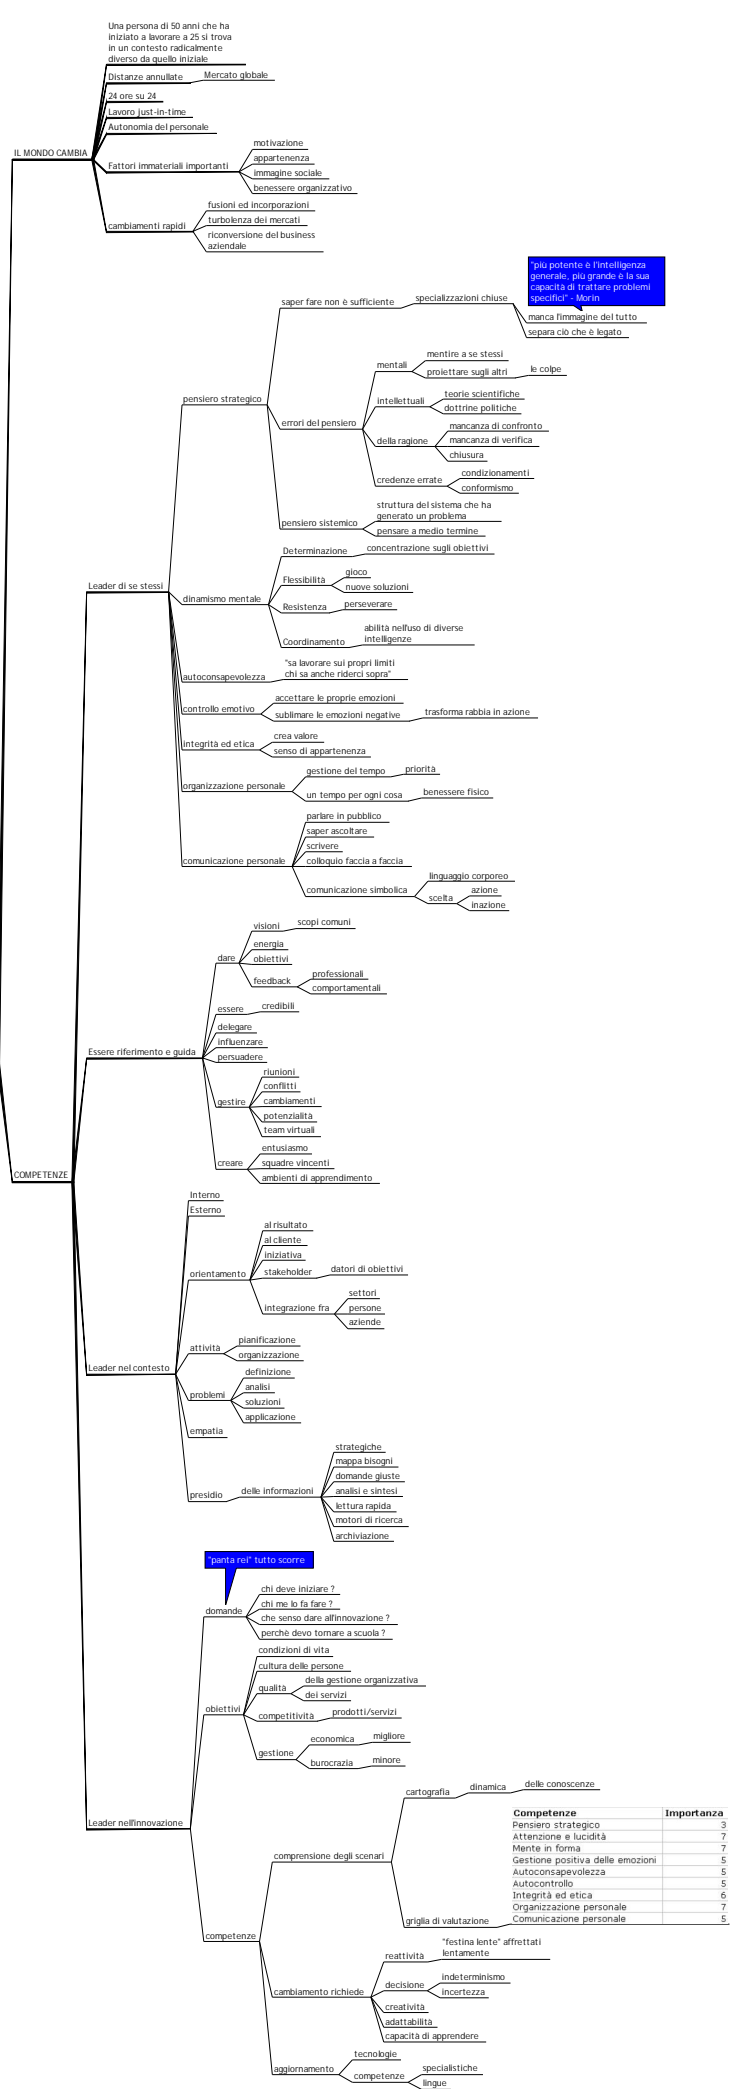 Una persona di 50 anni che ha
iniziato a lavorare a 25 si trova
in un contesto radicalmente
diverso da quello iniziale
Distanze annullate
Mercato globale
24 ore su 24
Lavoro just-in-time
Autonomia del personale
IL MONDO CAMBIA
Fattori immateriali importanti
motivazione
appartenenza
immagine sociale
benessere organizzativo
cambiamenti rapidi
fusioni ed incorporazioni
turbolenza dei mercati
riconversione del business
aziendale
COMPETENZE
Leader di se stessi
pensiero strategico
saper fare non è sufficiente
specializzazioni chiuse
"più potente è l'intelligenza
generale, più grande è la sua
capacità di trattare problemi
specifici" - Morin
manca l'immagine del tutto
separa ciò che è legato
errori del pensiero
mentali
mentire a se stessi
proiettare sugli altri
le colpe
intellettuali
teorie scientifiche
dottrine politiche
della ragione
mancanza di confronto
mancanza di verifica
chiusura
credenze errate
condizionamenti
conformismo
pensiero sistemico
struttura del sistema che ha
generato un problema
pensare a medio termine
dinamismo mentale
Determinazione
concentrazione sugli obiettivi
Flessibilità
gioco
nuove soluzioni
Resistenza
perseverare
Coordinamento
abilità nell'uso di diverse
intelligenze
autoconsapevolezza
"sa lavorare sui propri limiti
chi sa anche riderci sopra"
controllo emotivo
accettare le proprie emozioni
sublimare le emozioni negative
trasforma rabbia in azione
integrità ed etica
crea valore
senso di appartenenza
organizzazione personale
gestione del tempo
priorità
un tempo per ogni cosa
benessere fisico
comunicazione personale
parlare in pubblico
saper ascoltare
scrivere
colloquio faccia a faccia
comunicazione simbolica
linguaggio corporeo
scelta
azione
inazione
Essere riferimento e guida
dare
visioni
scopi comuni
energia
obiettivi
feedback
professionali
comportamentali
essere
credibili
delegare
influenzare
persuadere
gestire
riunioni
conflitti
cambiamenti
potenzialità
team virtuali
creare
entusiasmo
squadre vincenti
ambienti di apprendimento
Leader nel contesto
Interno
Esterno
orientamento
al risultato
al cliente
iniziativa
stakeholder
datori di obiettivi
integrazione fra
settori
persone
aziende
attività
pianificazione
organizzazione
problemi
definizione
analisi
soluzioni
applicazione
empatia
presidio
delle informazioni
strategiche
mappa bisogni
domande giuste
analisi e sintesi
lettura rapida
motori di ricerca
archiviazione
Leader nell'innovazione
"panta rei" tutto scorre
domande
chi deve iniziare ?
chi me lo fa fare ?
che senso dare all'innovazione ?
perchè devo tornare a scuola ?
obiettivi
condizioni di vita
cultura delle persone
qualità
della gestione organizzativa
dei servizi
competitività
prodotti/servizi
gestione
economica
migliore
burocrazia
minore
competenze
comprensione degli scenari
cartografia
dinamica
delle conoscenze
griglia di valutazione
Competenze Importanza
Pensiero strategico 3
Attenzione e lucidità 7
Mente in forma 7
Gestione positiva delle emozioni 5
Autoconsapevolezza 5
Autocontrollo 5
Integrità ed etica 6
Organizzazione personale 7
Comunicazione personale 5
cambiamento richiede
reattività
"festina lente" affrettati
lentamente
decisione
indeterminismo
incertezza
creatività
adattabilità
capacità di apprendere
aggiornamento
tecnologie
competenze
specialistiche
lingue